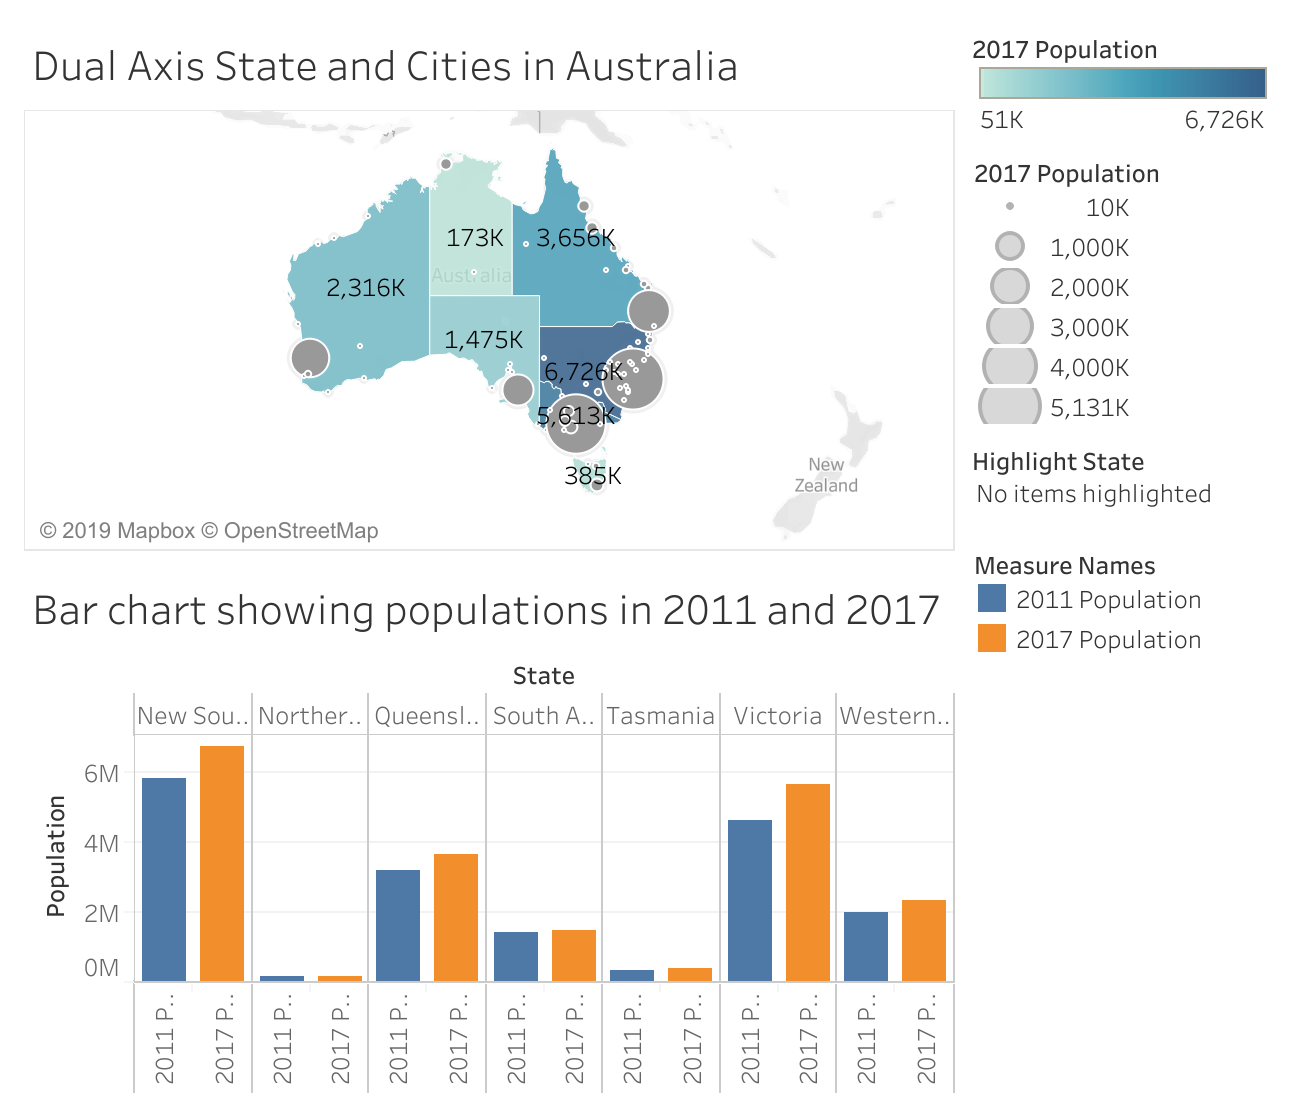 Dual Axis State and Cities in Australia
173K
3,656K
Australia
2,316K
1,475K
6,726K
5,613K
385K
New
Zealand
© 2019 Mapbox © OpenStreetMap
2017 Population
51K 6,726K
2017 Population
10K
1,000K
2,000K
3,000K
4,000K
5,131K
Highlight State
No items highlighted
Measure Names
2011 Population
2017 Population
Bar chart showing populations in 2011 and 2017
State
New Sou.. Norther.. Queensl.. South A.. Tasmania Victoria Western..
Population
6M
4M
2M
0M
2011 P.. 2017 P.. 2011 P.. 2017 P.. 2011 P.. 2017 P.. 2011 P.. 2017 P.. 2011 P.. 2017 P.. 2011 P.. 2017 P.. 2011 P.. 2017 P..